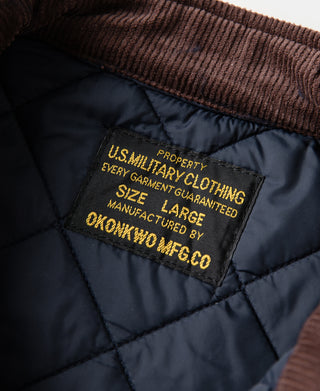 PROPERTY
U.S.MILITARY CLOTHING
EVERY GARMENT GUARANTEED
SIZE LARGE
MANUFACTURED BY
OKONKWO MFG.CO